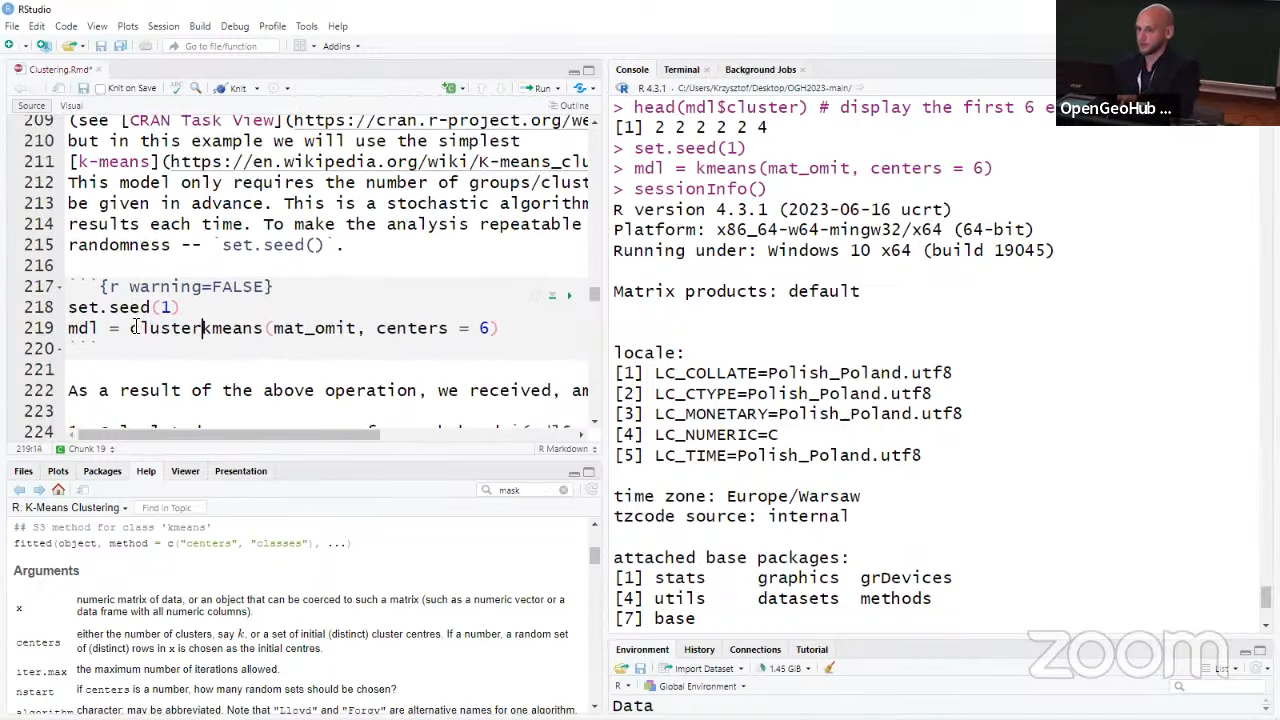 RStudio
File Edit Code View Plots Session Build Debug Profile Tools Help
Go to file/function Addins
Clustering.Rmd*
Knit on Save Knit Run
Source Visual Outline
209 (see [CRAN Task View](https://cran.r-project.org/we
210 but in this example we will use the simplest
211 [k-means](https://en.wikipedia.org/wiki/K-means_clu
212 This model only requires the number of groups/clust
213 be given in advance. This is a stochastic algorithm
214 results each time. To make the analysis repeatable
215 randomness -- `set.seed()`.
216
217 ```{r warning=FALSE}
218 set.seed(1)
219 mdl = clusterkmeans(mat_omit, centers = 6)
220 ```
221
222 As a result of the above operation, we received, am
223
224
219:14 Chunk 19 R Markdown
Files Plots Packages Help Viewer Presentation
mask
R: K-Means Clustering Find in Topic
## S3 method for class 'kmeans'
fitted(object, method = c("centers", "classes"), ...)
Arguments
x numeric matrix of data, or an object that can be coerced to such a matrix (such as a numeric vector or a
data frame with all numeric columns).
centers either the number of clusters, say k, or a set of initial (distinct) cluster centres. If a number, a random set
of (distinct) rows in x is chosen as the initial centres.
iter.max the maximum number of iterations allowed.
nstart if centers is a number, how many random sets should be chosen?
algorithm character: may be abbreviated. Note that "Lloyd" and "Forgy" are alternative names for one algorithm.
Console Terminal Background Jobs
R 4.3.1 · C:/Users/Krzysztof/Desktop/OGH2023-main/
> head(mdl$cluster) # display the first 6 e
[1] 2 2 2 2 2 4
> set.seed(1)
> mdl = kmeans(mat_omit, centers = 6)
> sessionInfo()
R version 4.3.1 (2023-06-16 ucrt)
Platform: x86_64-w64-mingw32/x64 (64-bit)
Running under: Windows 10 x64 (build 19045)
Matrix products: default
locale:
[1] LC_COLLATE=Polish_Poland.utf8
[2] LC_CTYPE=Polish_Poland.utf8
[3] LC_MONETARY=Polish_Poland.utf8
[4] LC_NUMERIC=C
[5] LC_TIME=Polish_Poland.utf8
time zone: Europe/Warsaw
tzcode source: internal
attached base packages:
[1] stats graphics grDevices
[4] utils datasets methods
[7] base
Environment History Connections Tutorial
Import Dataset 1.45 GiB List
R Global Environment
Data
OpenGeoHub ...
zoom